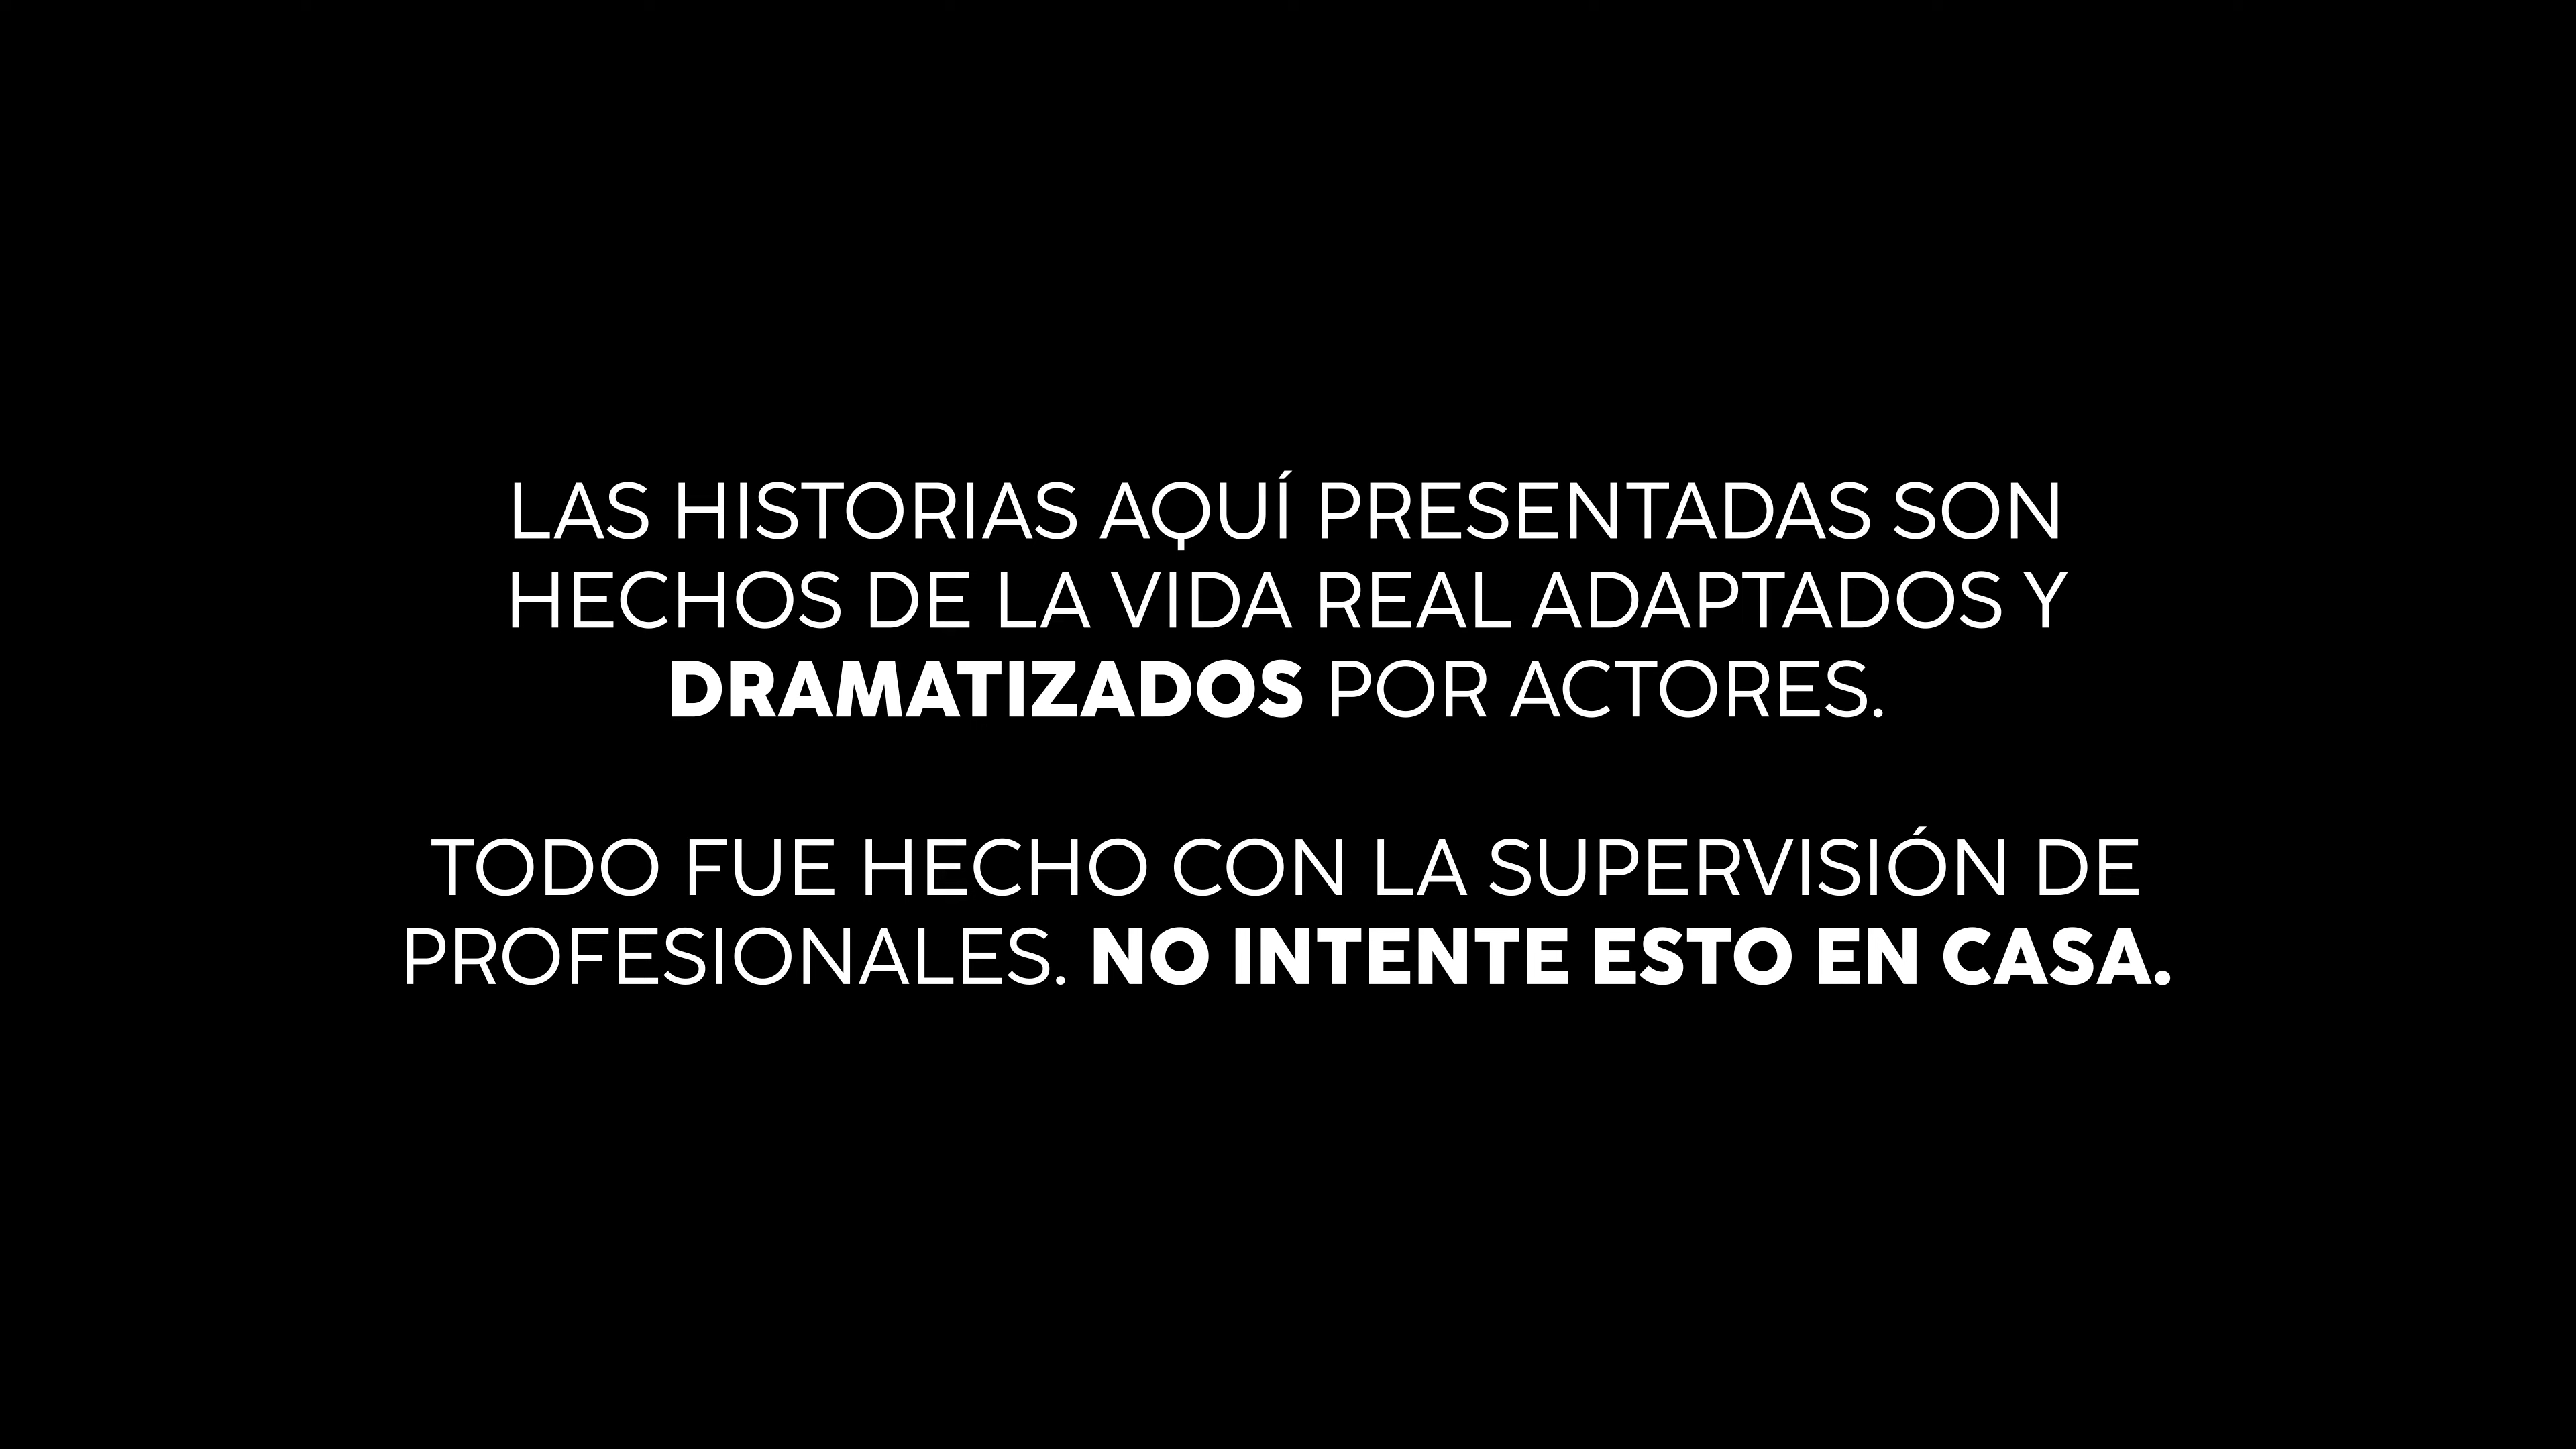 LAS HISTORIAS AQUÍ PRESENTADAS SON
HECHOS DE LA VIDA REAL ADAPTADOS Y
DRAMATIZADOS POR ACTORES.
TODO FUE HECHO CON LA SUPERVISIÓN DE
PROFESIONALES. NO INTENTE ESTO EN CASA.